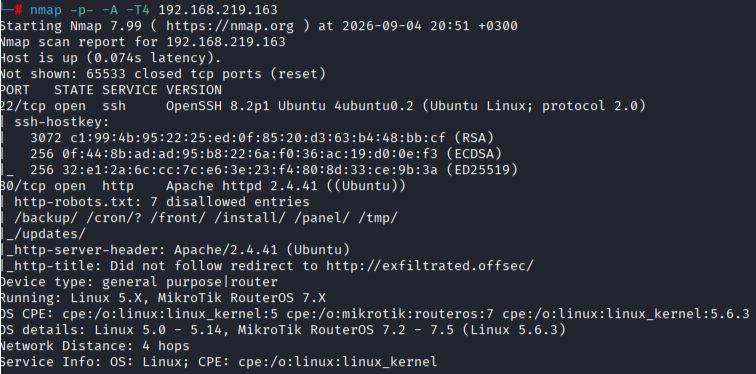 # nmap -p- -A -T4 192.168.219.163
Starting Nmap 7.99 ( https://nmap.org ) at 2026-09-04 20:51 +0300
Nmap scan report for 192.168.219.163
Host is up (0.074s latency).
Not shown: 65533 closed tcp ports (reset)
PORT   STATE SERVICE VERSION
22/tcp open  ssh     OpenSSH 8.2p1 Ubuntu 4ubuntu0.2 (Ubuntu Linux; protocol 2.0)
| ssh-hostkey:
|   3072 c1:99:4b:95:22:25:ed:0f:85:20:d3:63:b4:48:bb:cf (RSA)
|   256 0f:44:8b:ad:ad:95:b8:22:6a:f0:36:ac:19:d0:0e:f3 (ECDSA)
|_  256 32:e1:2a:6c:cc:7c:e6:3e:23:f4:80:8d:33:ce:9b:3a (ED25519)
80/tcp open  http    Apache httpd 2.4.41 ((Ubuntu))
| http-robots.txt: 7 disallowed entries
| /backup/ /cron/? /front/ /install/ /panel/ /tmp/
|_/updates/
|_http-server-header: Apache/2.4.41 (Ubuntu)
|_http-title: Did not follow redirect to http://exfiltrated.offsec/
Device type: general purpose|router
Running: Linux 5.X, MikroTik RouterOS 7.X
OS CPE: cpe:/o:linux:linux_kernel:5 cpe:/o:mikrotik:routeros:7 cpe:/o:linux:linux_kernel:5.6.3
OS details: Linux 5.0 - 5.14, MikroTik RouterOS 7.2 - 7.5 (Linux 5.6.3)
Network Distance: 4 hops
Service Info: OS: Linux; CPE: cpe:/o:linux:linux_kernel